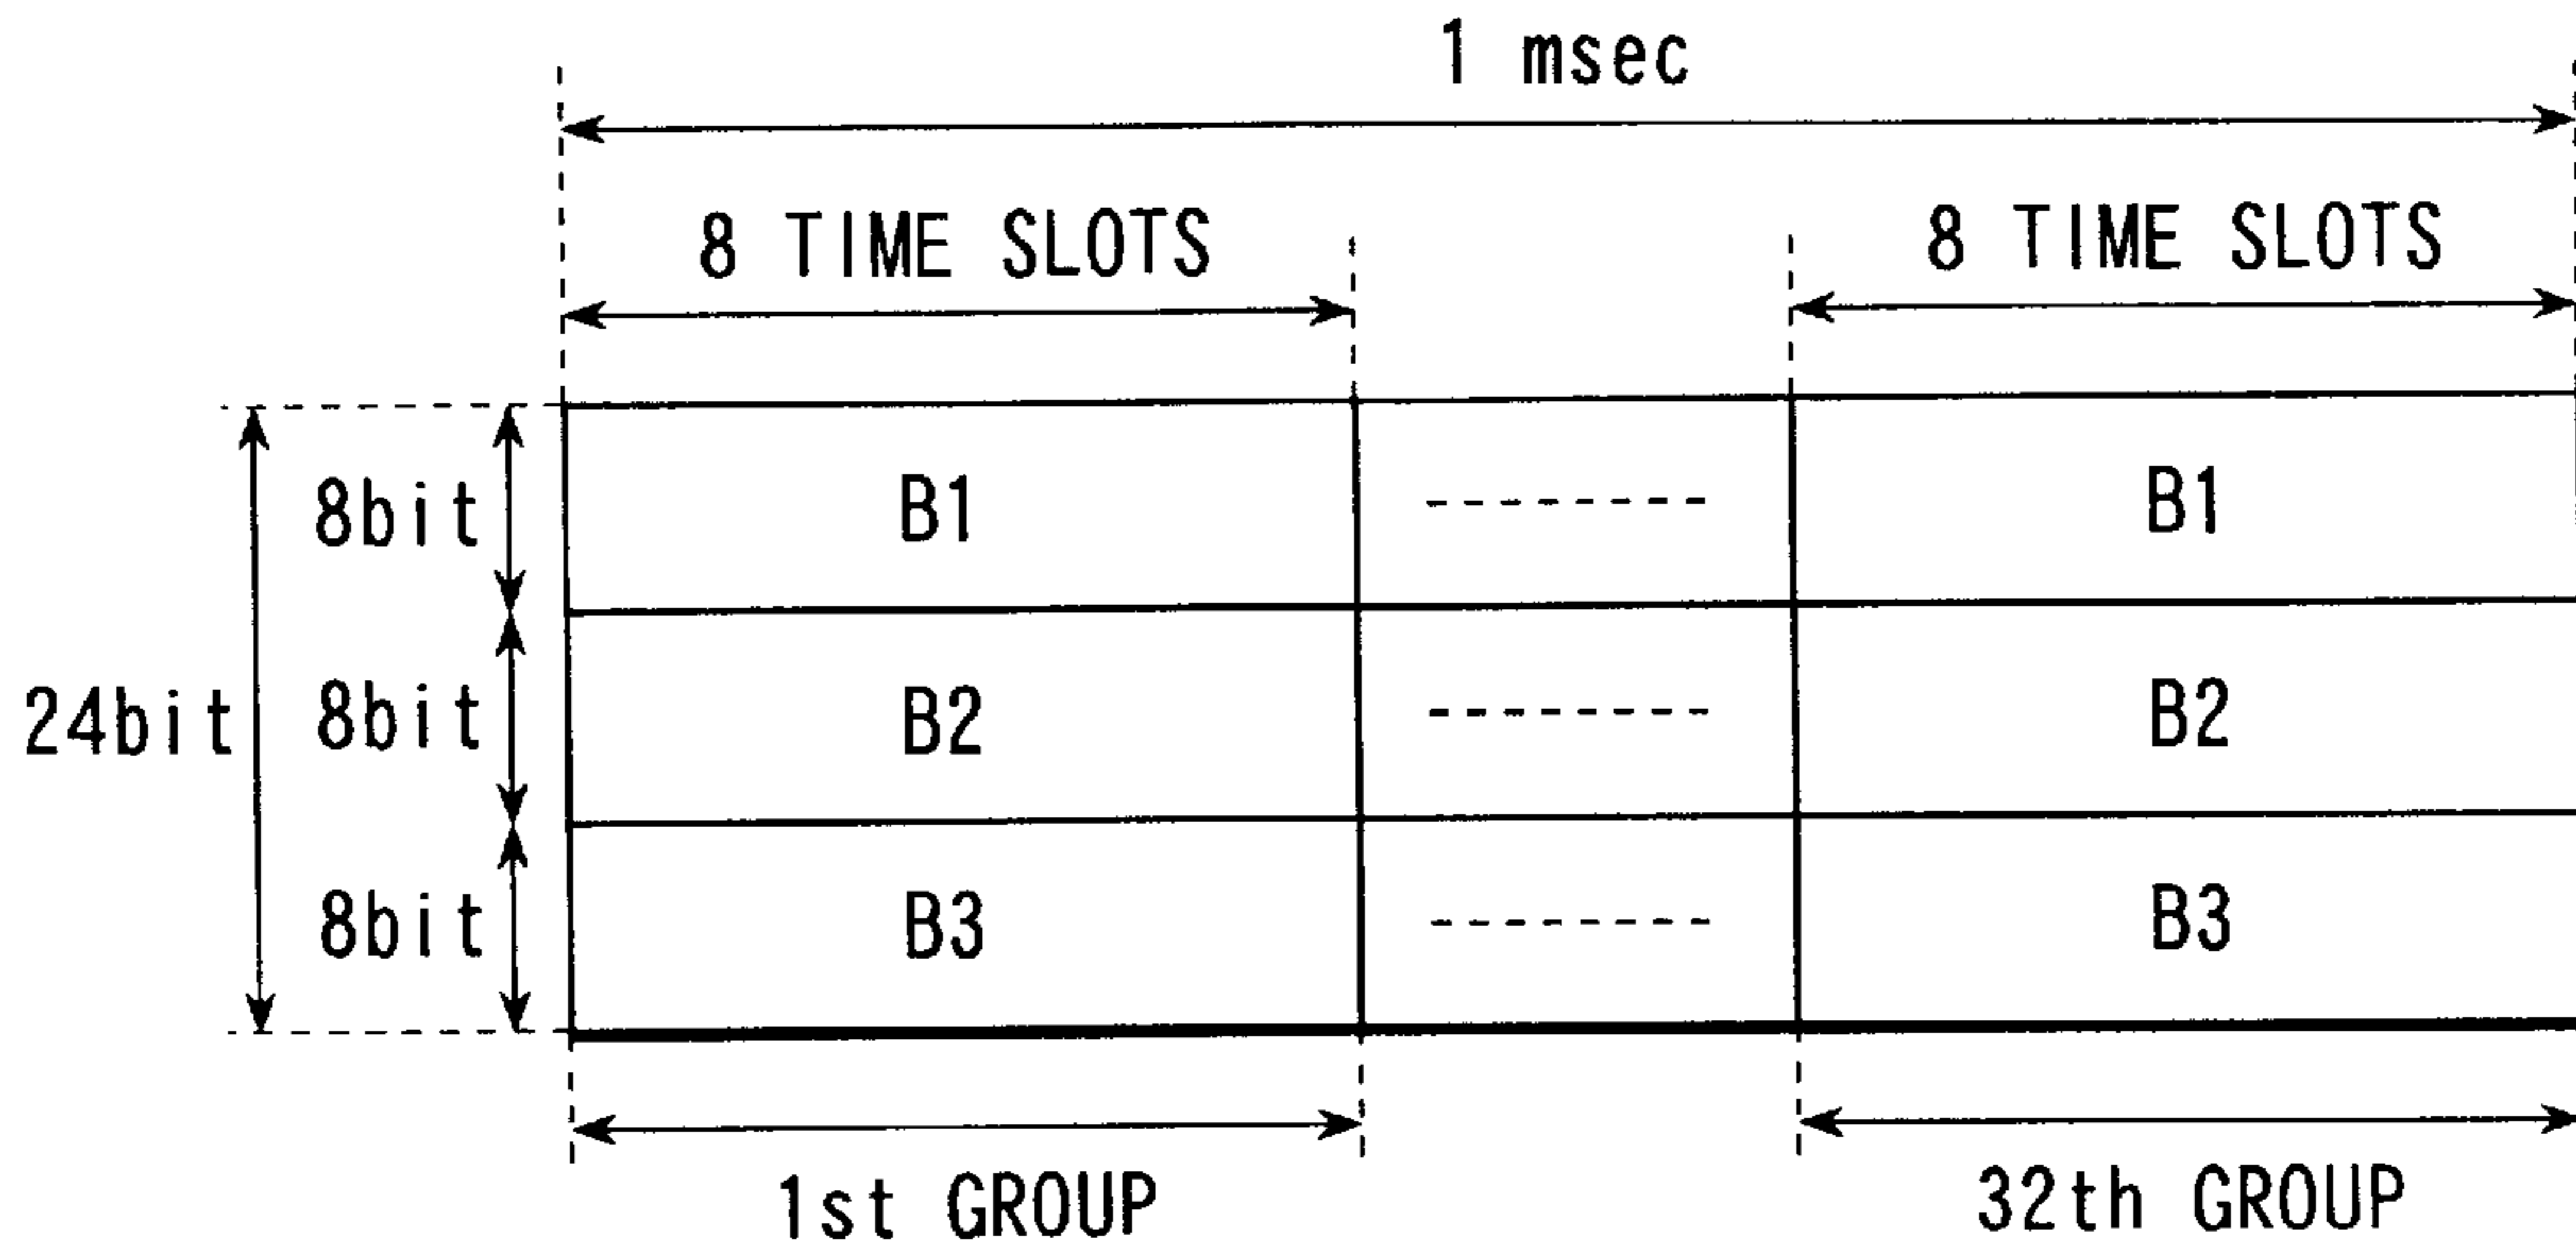 1 msec
8 TIME SLOTS
8 TIME SLOTS
8bit
B1
B1
24bit
8bit
B2
B2
8bit
B3
B3
1st GROUP
32th GROUP